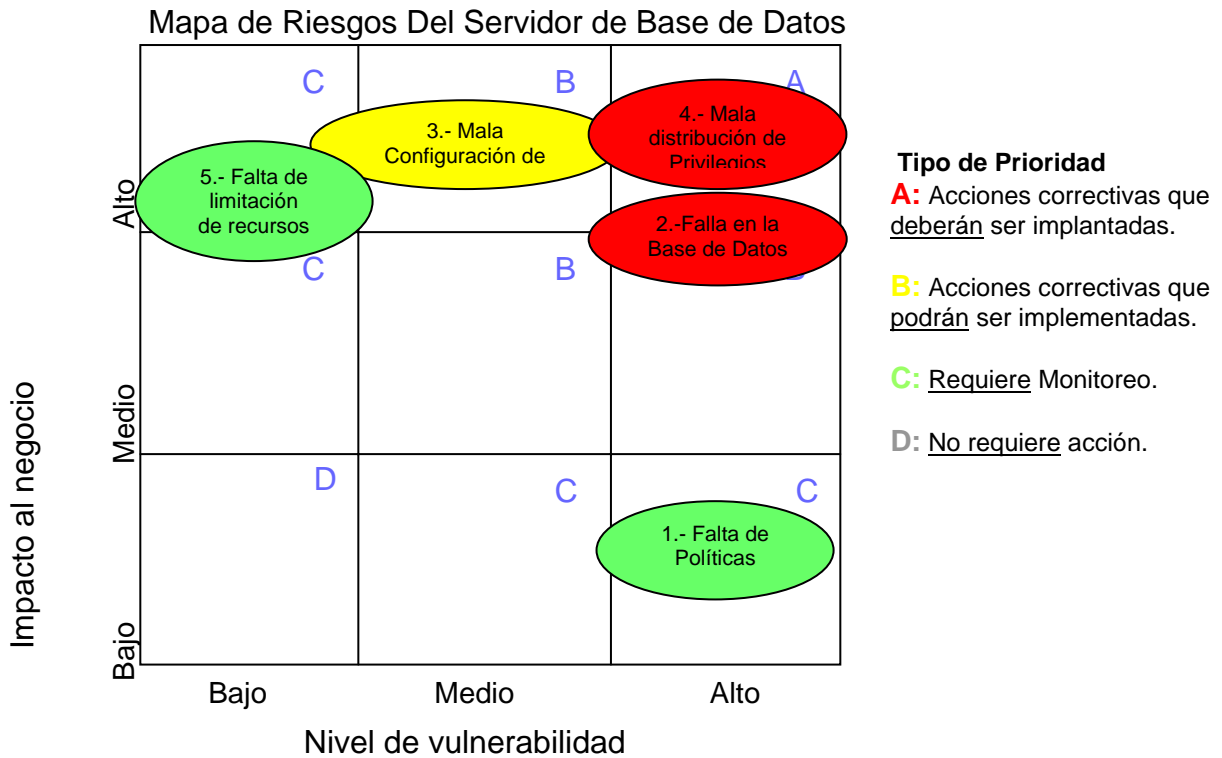 Mapa de Riesgos Del Servidor de Base de Datos
C
B
A
4.- Mala
distribución de
Privilegios
3.- Mala
Configuración de
5.- Falta de
limitación
de recursos
2.-Falla en la
Base de Datos
C
B
D
C
C
1.- Falta de
Políticas
Impacto al negocio
Alto
Medio
Bajo
Bajo
Medio
Alto
Nivel de vulnerabilidad
Tipo de Prioridad
A: Acciones correctivas que
deberán ser implantadas.
B: Acciones correctivas que
podrán ser implementadas.
C: Requiere Monitoreo.
D: No requiere acción.